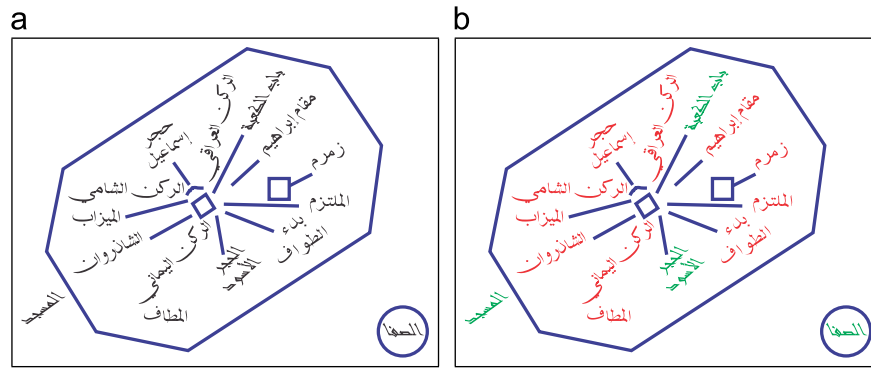 a
الركن العراقي
باب الكعبة
مقام إبراهيم
حجر
إسماعيل
زمرم
الركن الشامي
الميزاب
الملتزم
بدء
الطواف
الشاذروان
الركن اليماني
الحجر
الأسود
المسجد
المطاف
الصفا
b
الركن العراقي
باب الكعبة
مقام إبراهيم
حجر
إسماعيل
زمرم
الركن الشامي
الميزاب
الملتزم
بدء
الطواف
الشاذروان
الركن اليماني
الحجر
الأسود
المسجد
المطاف
الصفا